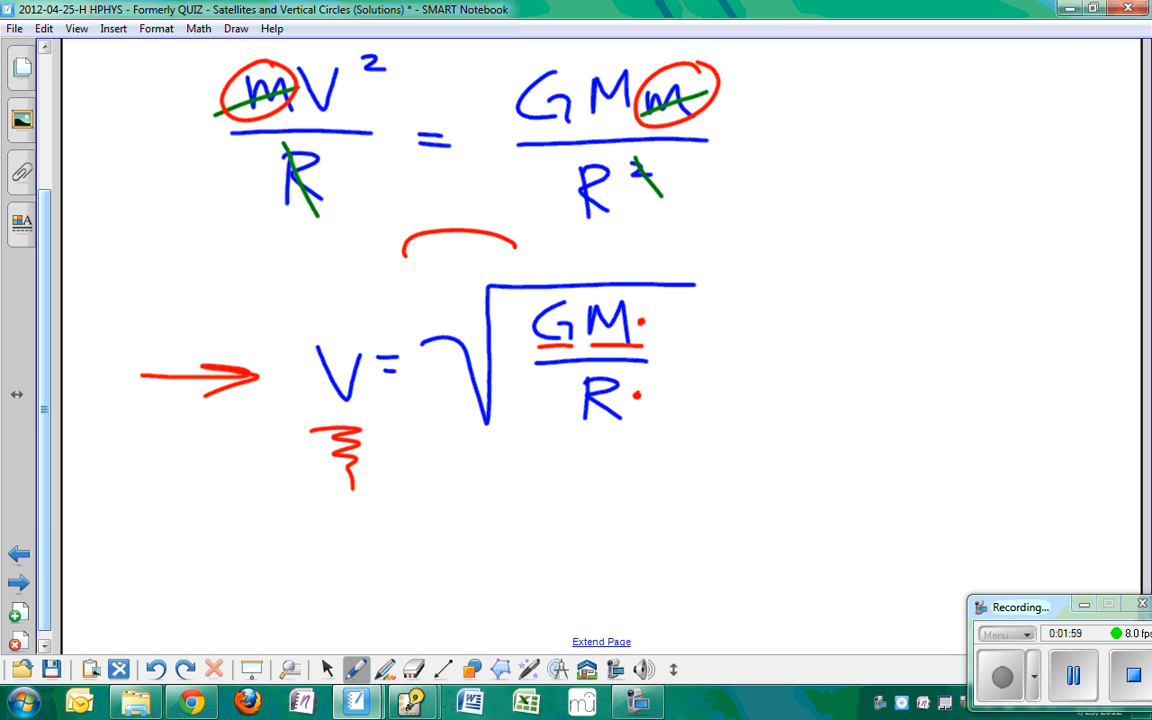 2012-04-25-H HPHYS - Formerly QUIZ - Satellites and Vertical Circles (Solutions) * - SMART Notebook
File Edit View Insert Format Math Draw Help
mV² / R = GMm / R²
V = √(GM / R)
Recording...
Menu 0:01:59 8.0 fps
Extend Page